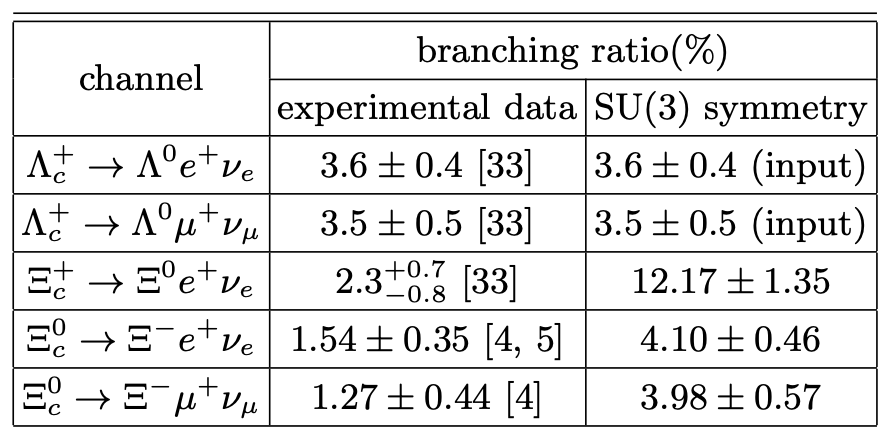 channel branching ratio(%)
experimental data SU(3) symmetry
Λc+ → Λ0e+νe 3.6 ± 0.4 [33] 3.6 ± 0.4 (input)
Λc+ → Λ0μ+νμ 3.5 ± 0.5 [33] 3.5 ± 0.5 (input)
Ξc+ → Ξ0e+νe 2.3+0.7−0.8 [33] 12.17 ± 1.35
Ξc0 → Ξ−e+νe 1.54 ± 0.35 [4, 5] 4.10 ± 0.46
Ξc0 → Ξ−μ+νμ 1.27 ± 0.44 [4] 3.98 ± 0.57